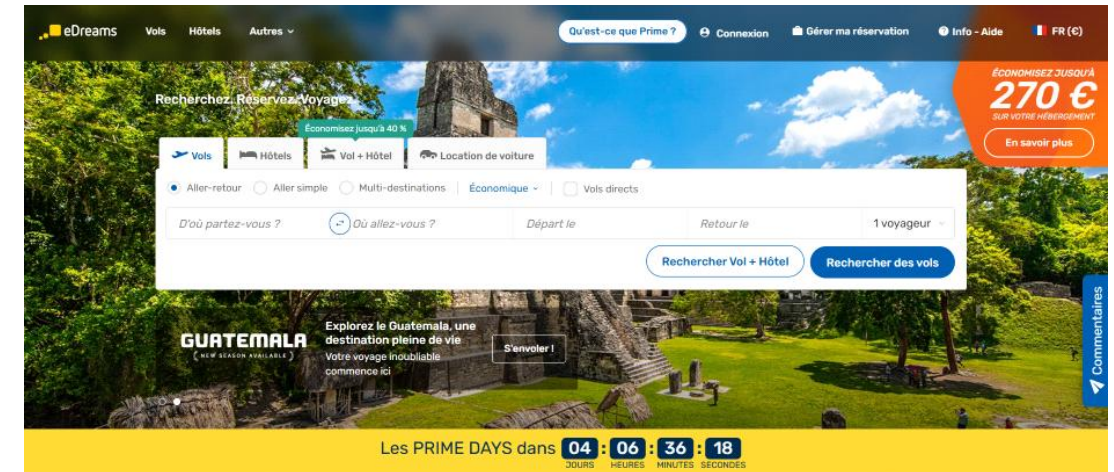 eDreams Vols Hôtels Autres Qu'est-ce que Prime ? Connexion Gérer ma réservation Info - Aide FR (€)
ÉCONOMISEZ JUSQU'À
270 €
SUR VOTRE HÉBERGEMENT
En savoir plus
Recherchez. Réservez. Voyagez.
Économisez jusqu'à 40 %
Vols Hôtels Vol + Hôtel Location de voiture
Aller-retour Aller simple Multi-destinations Économique Vols directs
D'où partez-vous ? Où allez-vous ? Départ le Retour le 1 voyageur
Rechercher Vol + Hôtel Rechercher des vols
Commentaires
GUATEMALA
( NEW SEASON AVAILABLE )
Explorez le Guatemala, une
destination pleine de vie
Votre voyage inoubliable
commence ici
S'envoler !
Les PRIME DAYS dans 04 : 06 : 36 : 18
JOURS HEURES MINUTES SECONDES